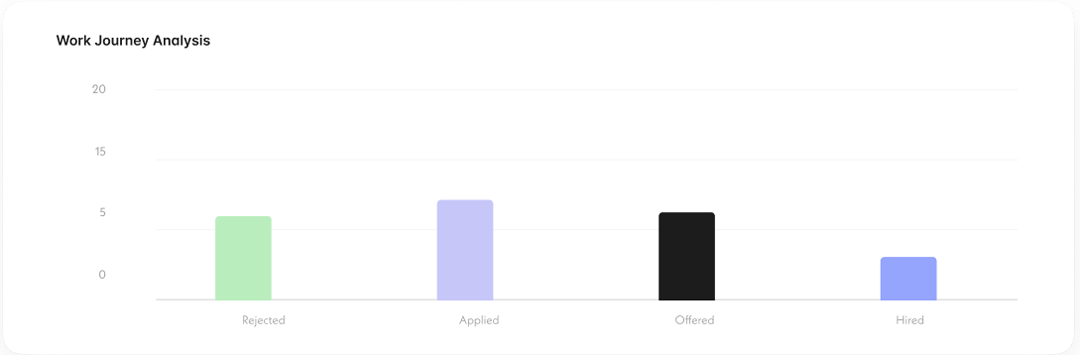 Work Journey Analysis
20
15
5
0
Rejected
Applied
Offered
Hired